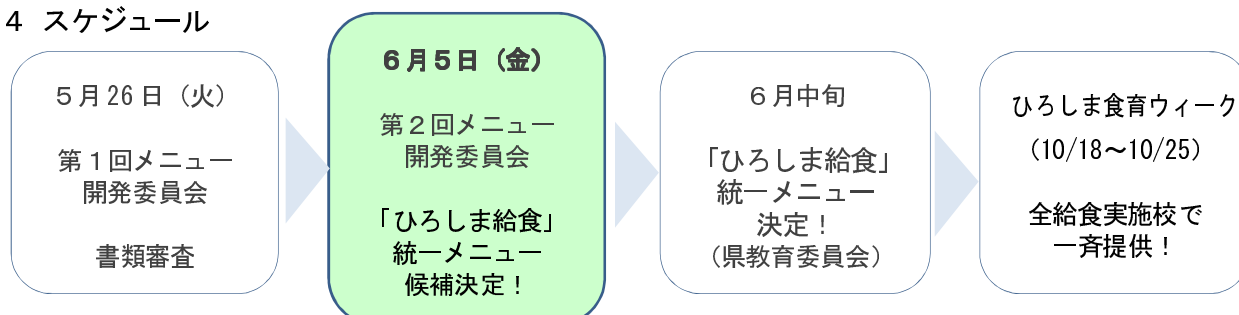 ４ スケジュール
５月26日（火）
第１回メニュー
開発委員会
書類審査
６月５日（金）
第２回メニュー
開発委員会
「ひろしま給食」
統一メニュー
候補決定！
６月中旬
「ひろしま給食」
統一メニュー
決定！
（県教育委員会）
ひろしま食育ウィーク
(10/18～10/25)
全給食実施校で
一斉提供！